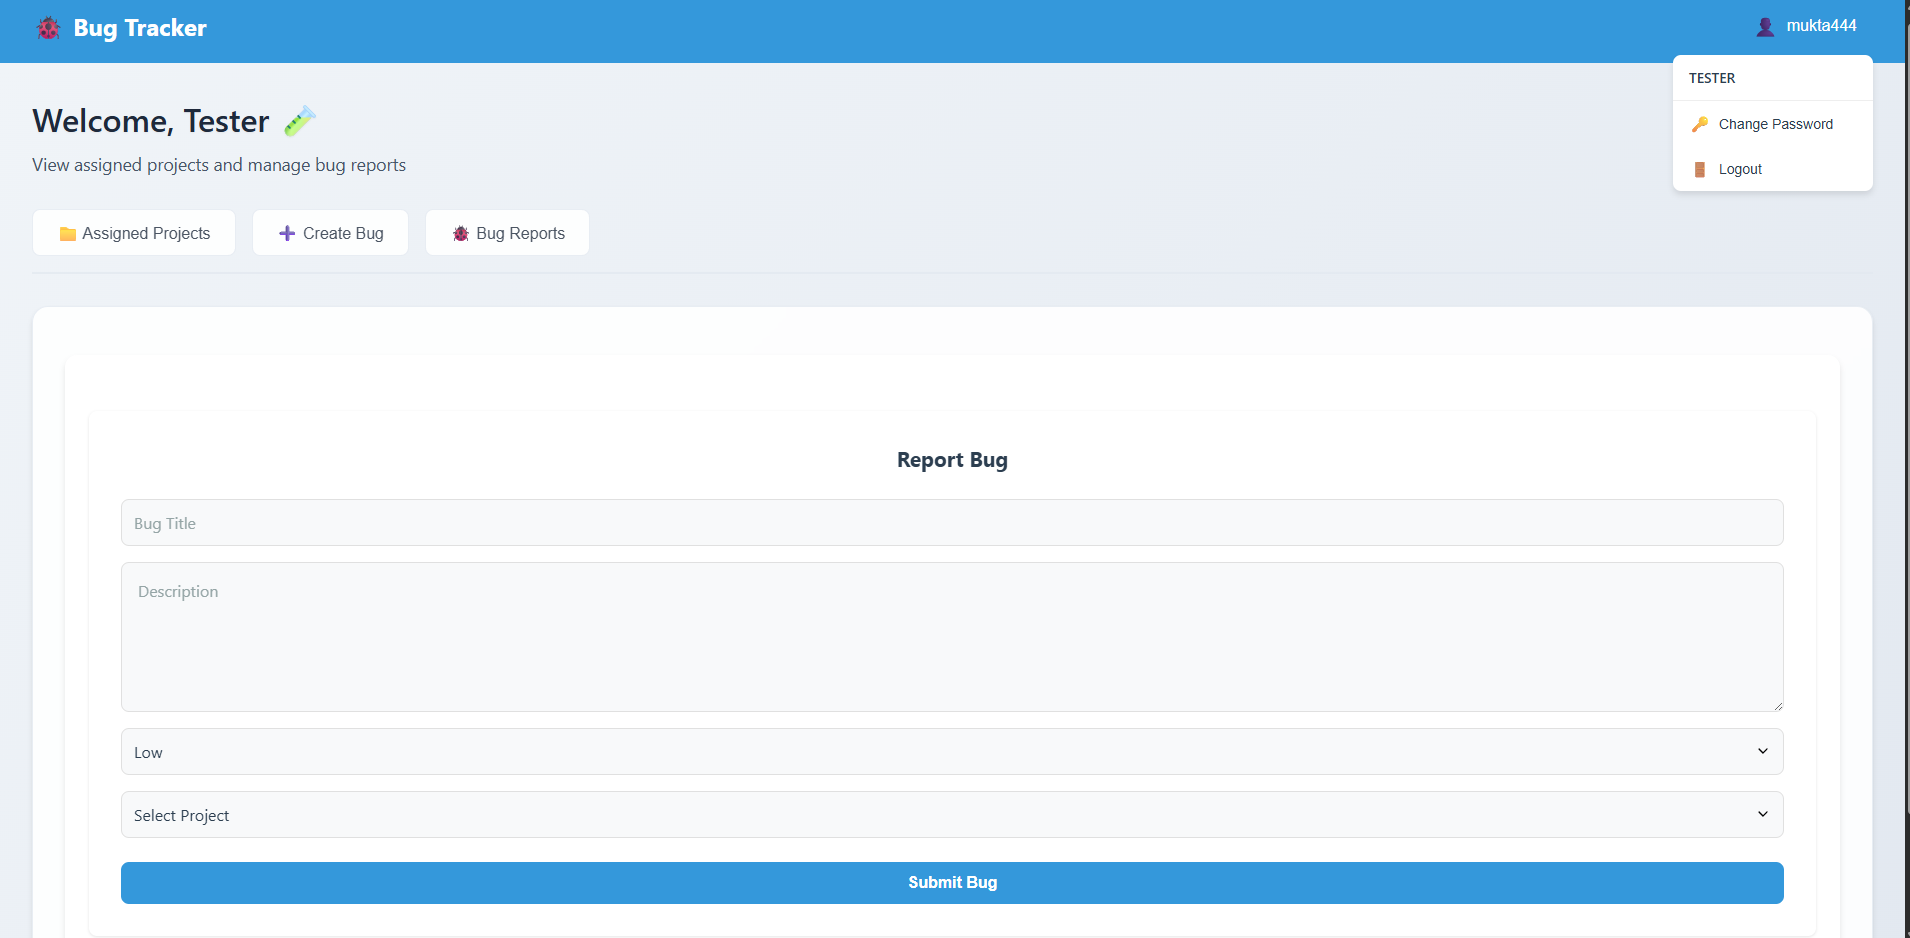 Bug Tracker
mukta444
TESTER
Change Password
Logout
Welcome, Tester
View assigned projects and manage bug reports
Assigned Projects
Create Bug
Bug Reports
Report Bug
Bug Title
Description
Low
Select Project
Submit Bug